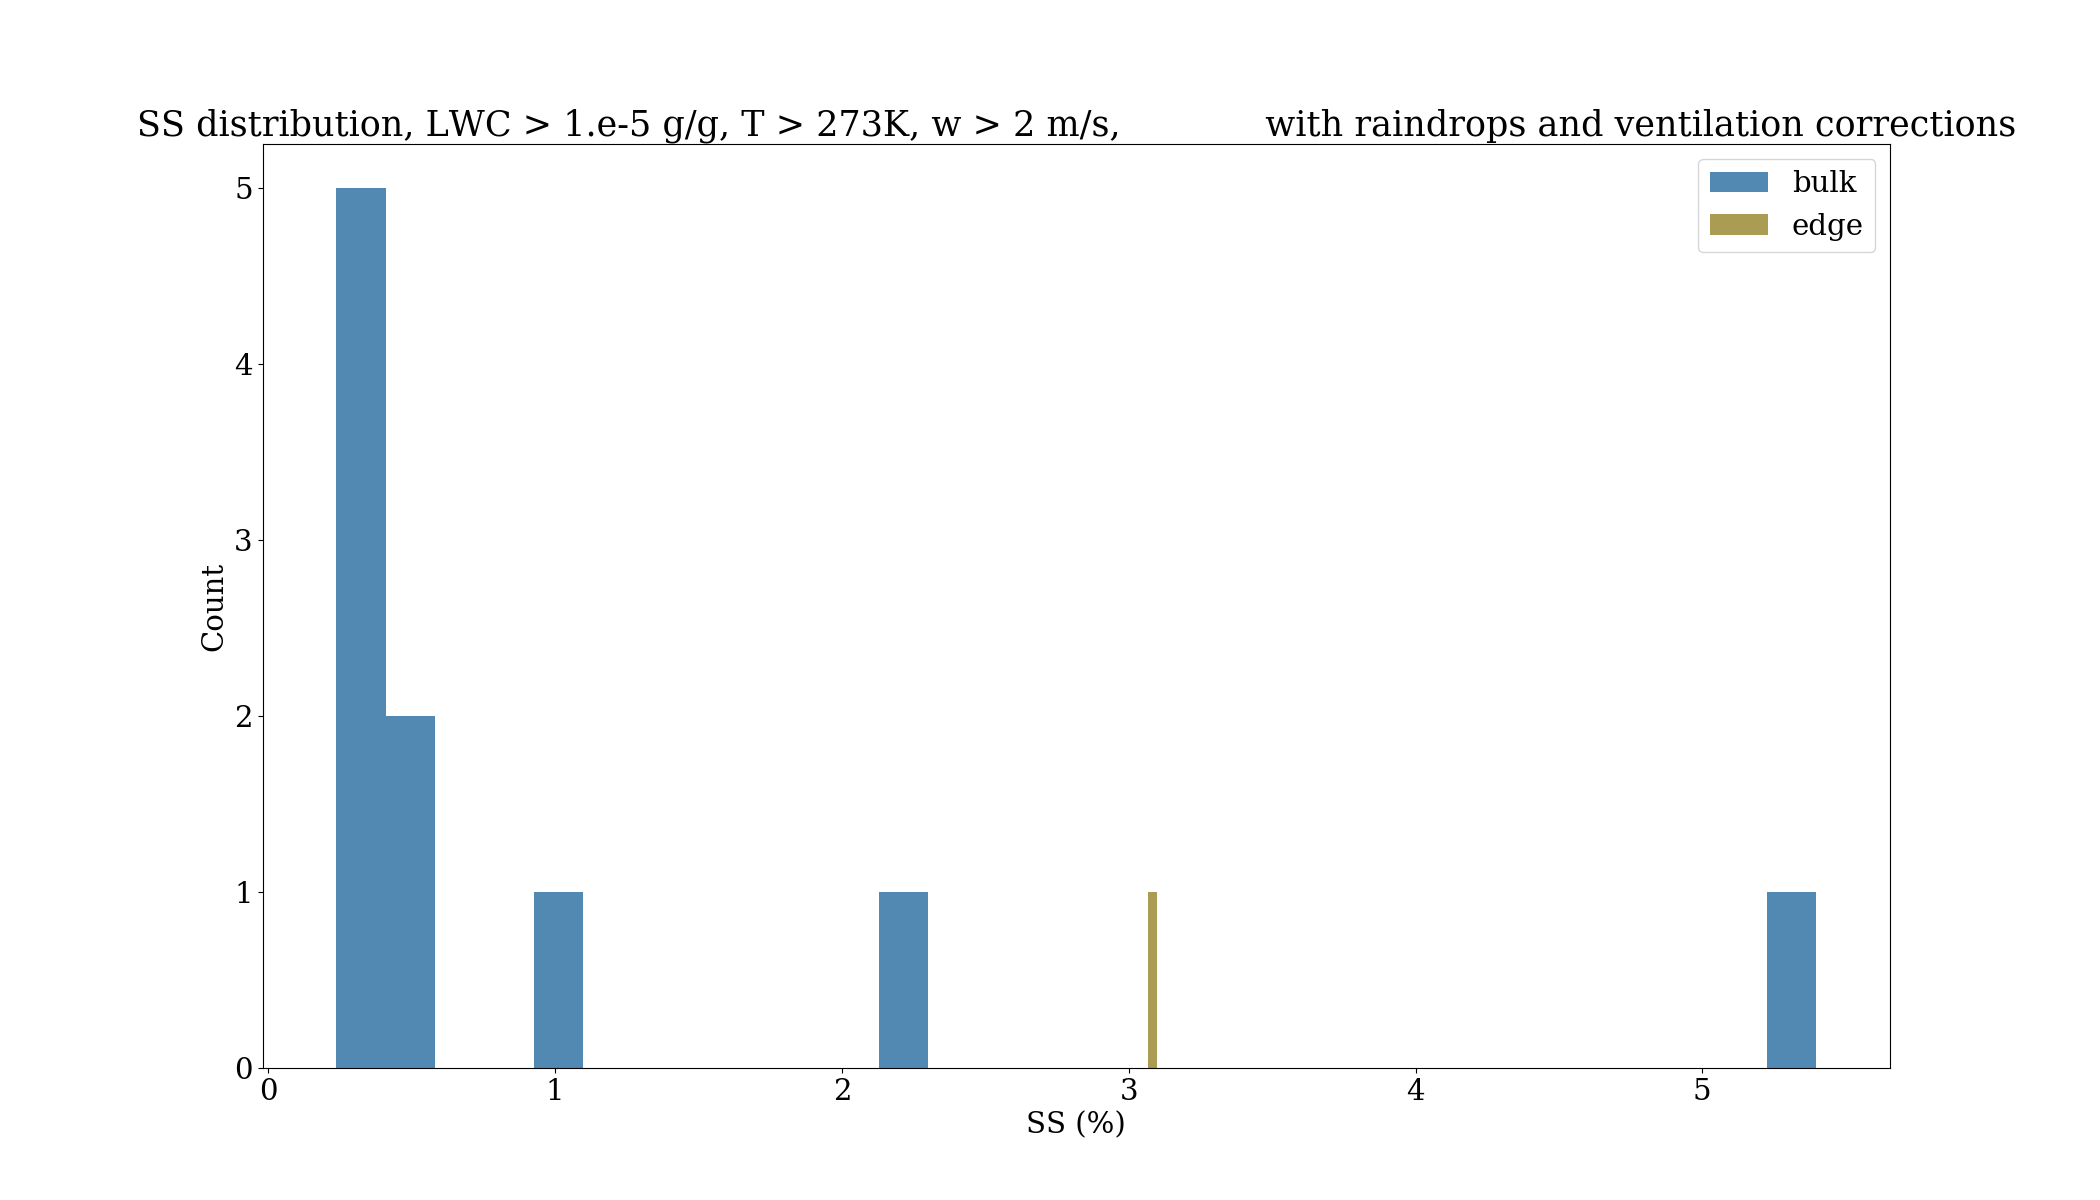 SS distribution, LWC > 1.e-5 g/g, T > 273K, w > 2 m/s, with raindrops and ventilation corrections
bulk
edge
5
4
3
2
1
0
Count
0 1 2 3 4 5
SS (%)